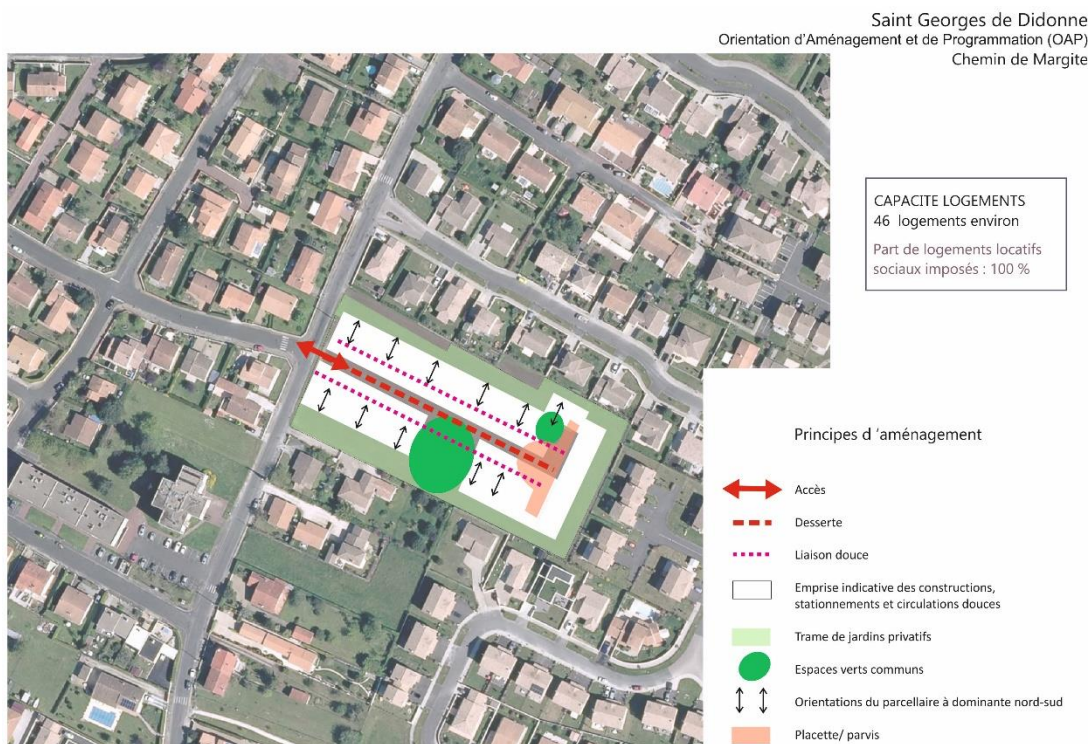 Saint Georges de Didonne
Orientation d'Aménagement et de Programmation (OAP)
Chemin de Margite
CAPACITE LOGEMENTS
46 logements environ
Part de logements locatifs
sociaux imposés : 100 %
Principes d 'aménagement
Accès
Desserte
Liaison douce
Emprise indicative des constructions,
stationnements et circulations douces
Trame de jardins privatifs
Espaces verts communs
Orientations du parcellaire à dominante nord-sud
Placette/ parvis